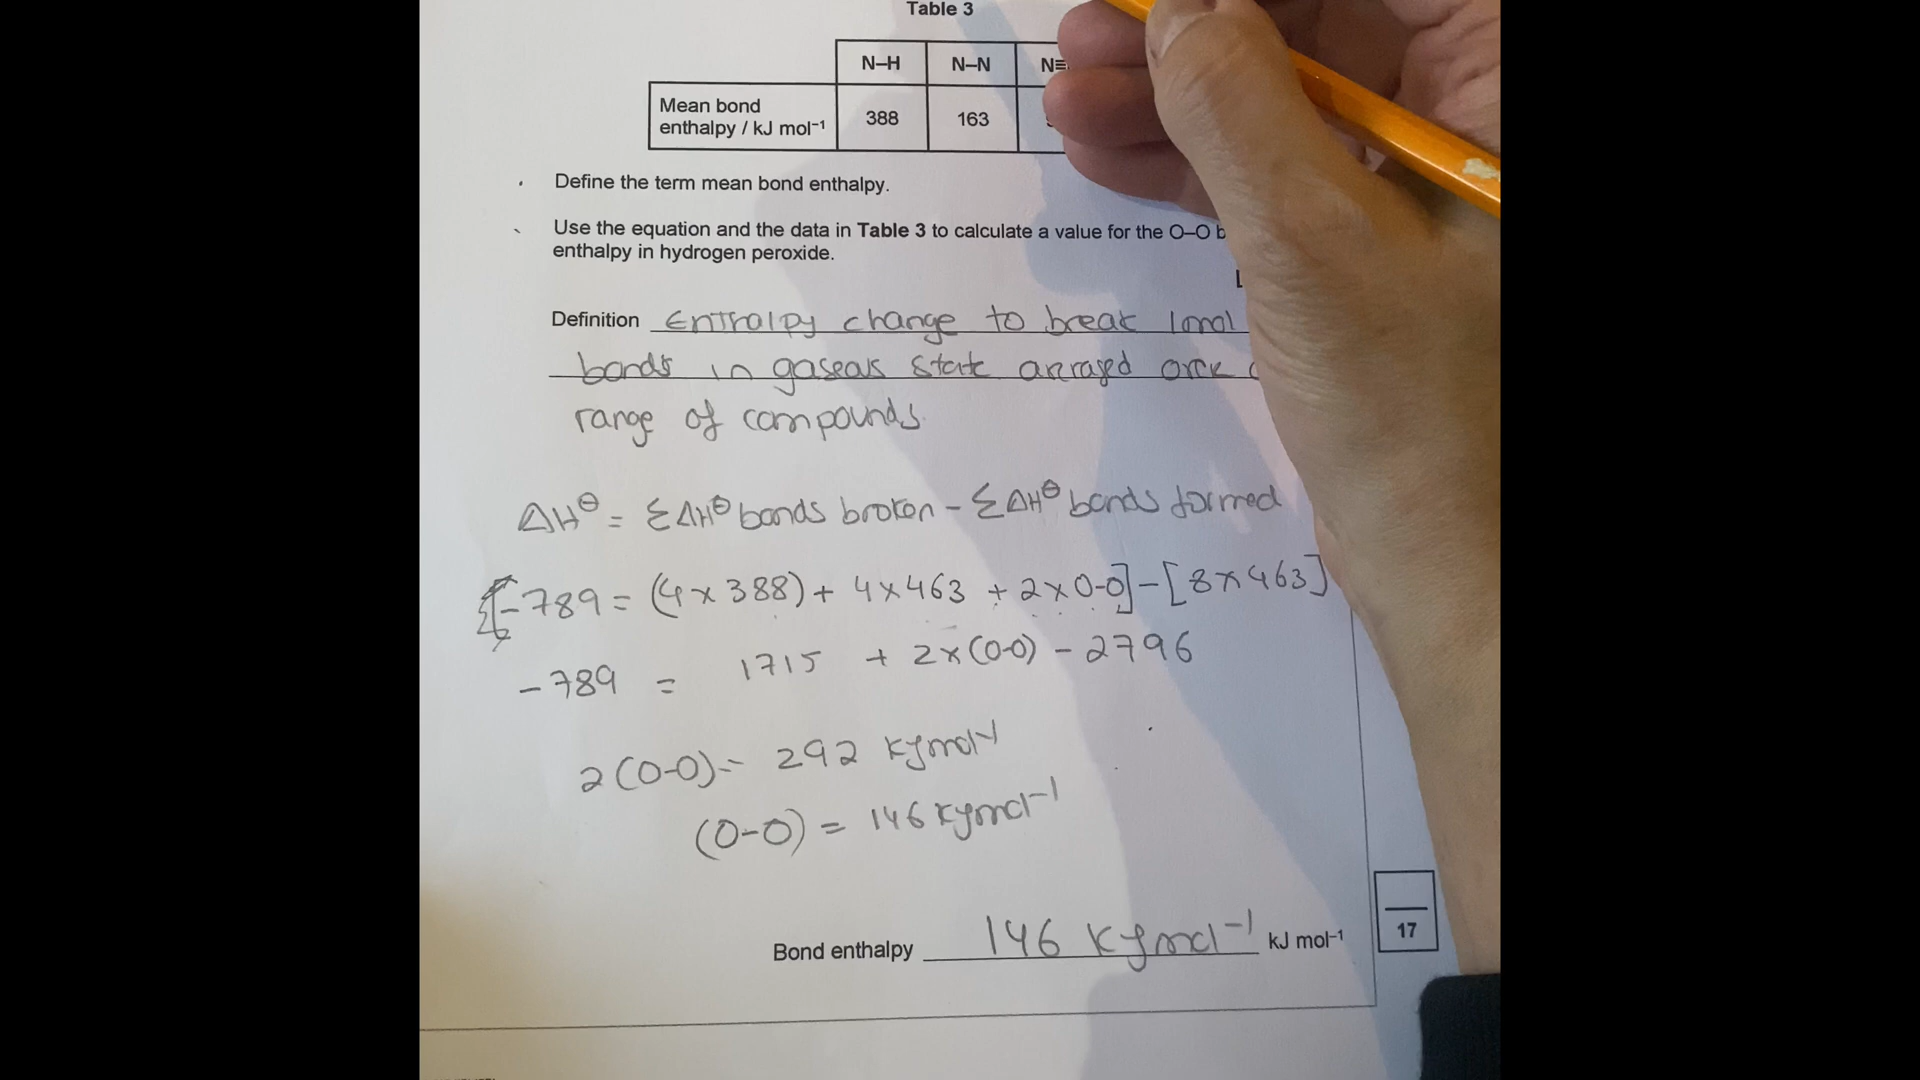 Table 3
N–H N–N N≡
Mean bond
enthalpy / kJ mol⁻¹ 388 163
Define the term mean bond enthalpy.
Use the equation and the data in Table 3 to calculate a value for the O–O b
enthalpy in hydrogen peroxide.
Definition Enthalpy change to break 1mol
bonds in gaseous state
range of compounds.
ΔH⊖ = ΣΔH⊖ bonds broken - ΣΔH⊖ bonds formed
-789 = (4 x 388) + 4 x 463 + 2 x O-O] - [8 x 463]
-789 = 1715 + 2 x (O-O) - 2796
2 (O-O) = 292 kJmol⁻¹
(O-O) = 146 kJmol⁻¹
Bond enthalpy 146 kJmol⁻¹ kJ mol⁻¹
17